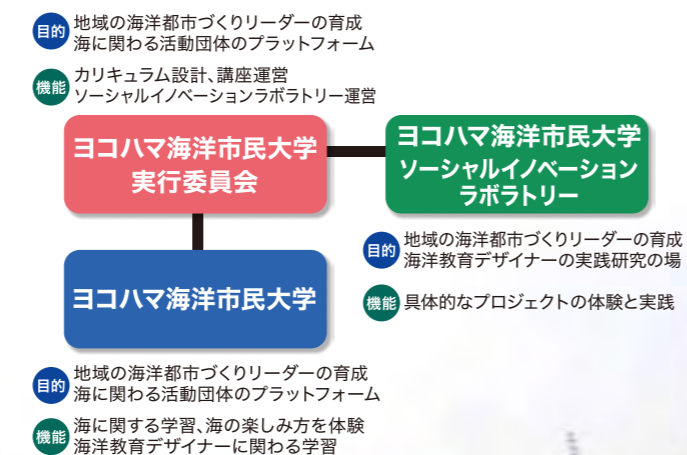 目的 地域の海洋都市づくりリーダーの育成
海に関わる活動団体のプラットフォーム
機能 カリキュラム設計、講座運営
ソーシャルイノベーションラボラトリー運営
ヨコハマ海洋市民大学
実行委員会
ヨコハマ海洋市民大学
ソーシャルイノベーション
ラボラトリー
目的 地域の海洋都市づくりリーダーの育成
海洋教育デザイナーの実践研究の場
機能 具体的なプロジェクトの体験と実践
ヨコハマ海洋市民大学
目的 地域の海洋都市づくりリーダーの育成
海に関わる活動団体のプラットフォーム
機能 海に関する学習、海の楽しみ方を体験
海洋教育デザイナーに関わる学習